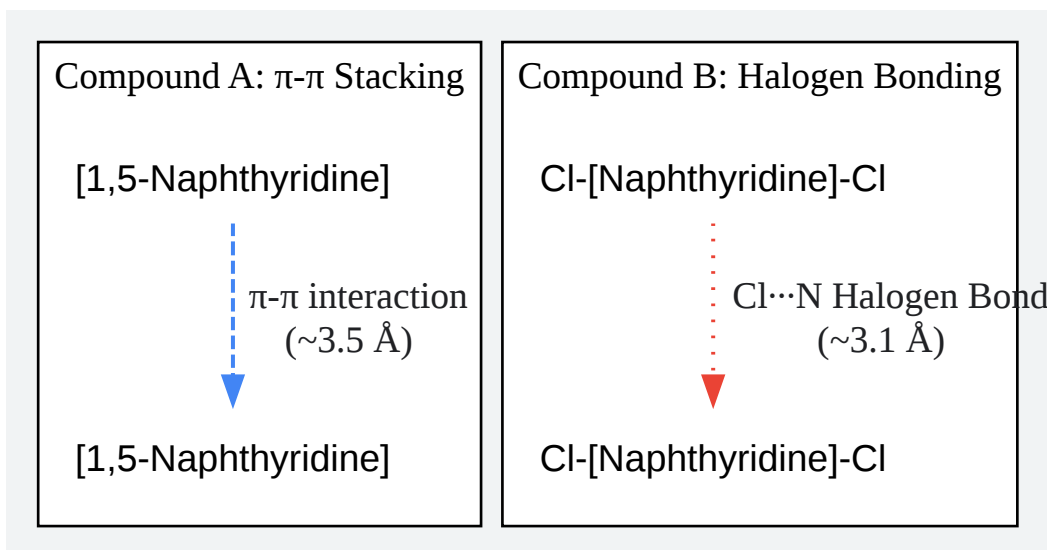 Compound A: π-π Stacking
[1,5-Naphthyridine]
π-π interaction
(~3.5 Å)
[1,5-Naphthyridine]
Compound B: Halogen Bonding
Cl-[Naphthyridine]-Cl
Cl···N Halogen Bond
(~3.1 Å)
Cl-[Naphthyridine]-Cl